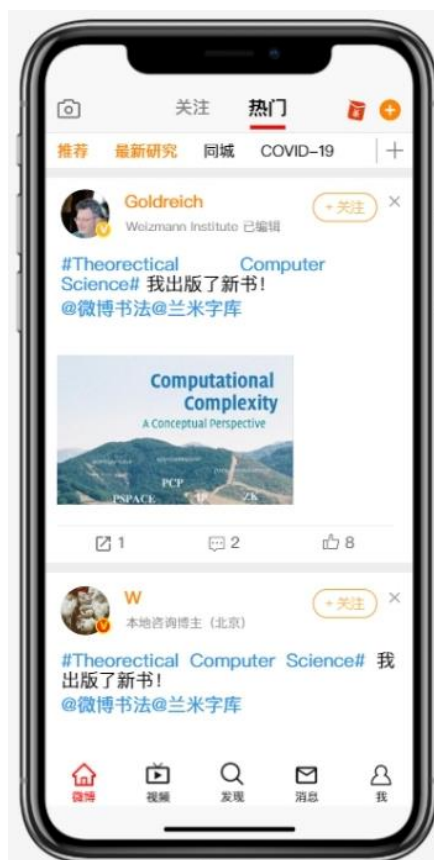 关注 热门
推荐 最新研究 同城 COVID-19
Goldreich
+关注
Weizmann Institute 已编辑
#Theorectical Computer
Science# 我出版了新书!
@微博书法@兰米字库
Computational
Complexity
A Conceptual Perspective
PCP
PSPACE IP ZK
1 2 8
W
+关注
本地咨询博主（北京）
#Theorectical Computer Science# 我
出版了新书!
@微博书法@兰米字库
微博 视频 发现 消息 我